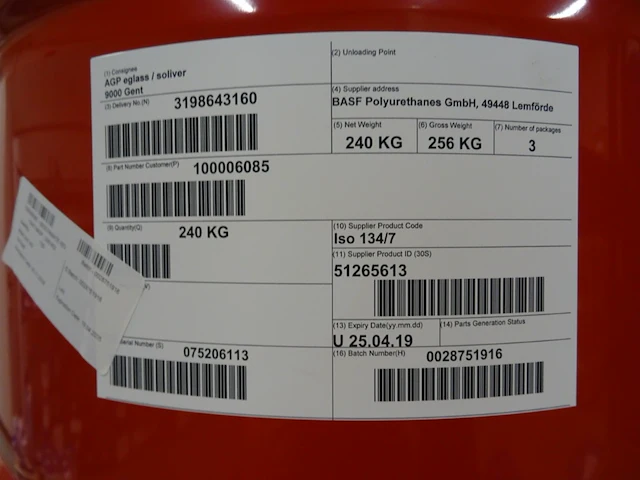 (1) Consignee
AGP eglass / soliver
9000 Gent
(2) Unloading Point
(3) Delivery No.(N) 3198643160
(4) Supplier address
BASF Polyurethanes GmbH, 49448 Lemförde
(5) Net Weight
240 KG
(6) Gross Weight
256 KG
(7) Number of packages
3
(8) Part Number Customer(P) 100006085
(9) Quantity(Q) 240 KG
(10) Supplier Product Code
Iso 134/7
(11) Supplier Product ID (30S)
51265613
(13) Expiry Date(yy.mm.dd)
U 25.04.19
(14) Parts Generation Status
Serial Number (S) 075206113
(16) Batch Number(H) 0028751916